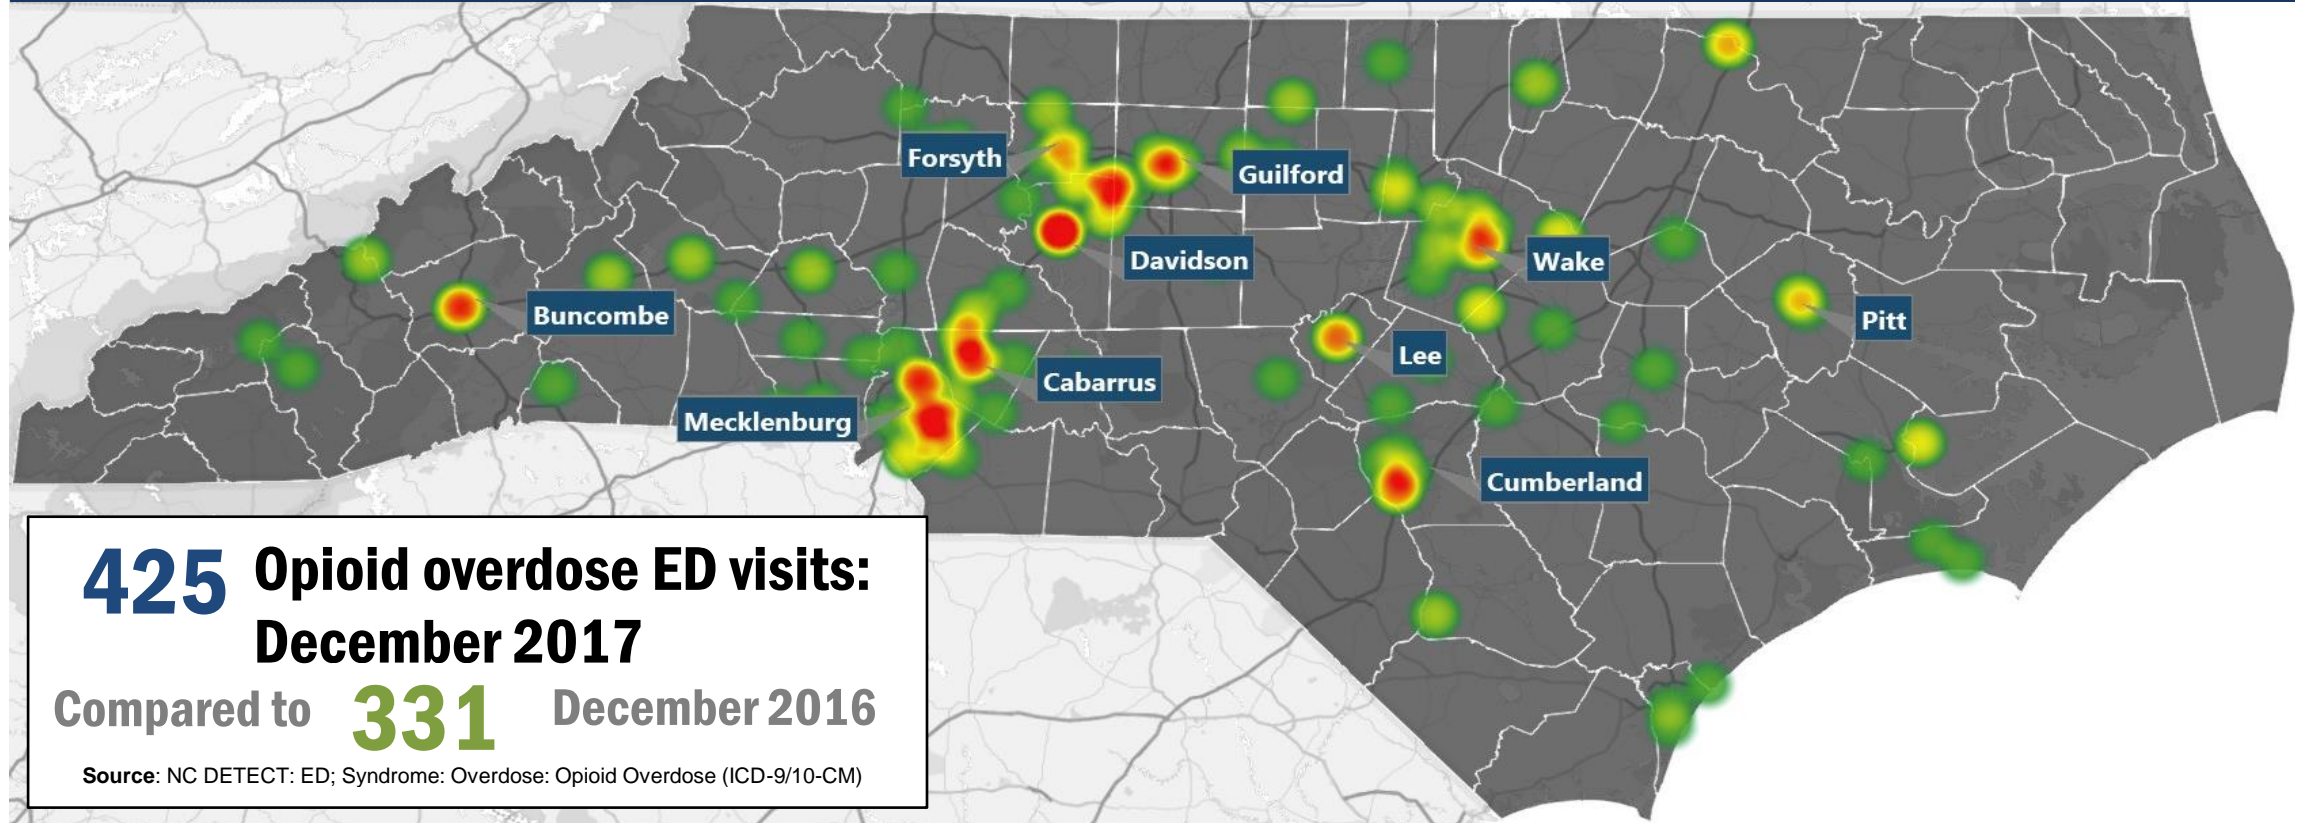 Forsyth
Guilford
Davidson
Wake
Buncombe
Pitt
Lee
Cabarrus
Mecklenburg
Cumberland
425 Opioid overdose ED visits:
December 2017
Compared to 331 December 2016
Source: NC DETECT: ED; Syndrome: Overdose: Opioid Overdose (ICD-9/10-CM)